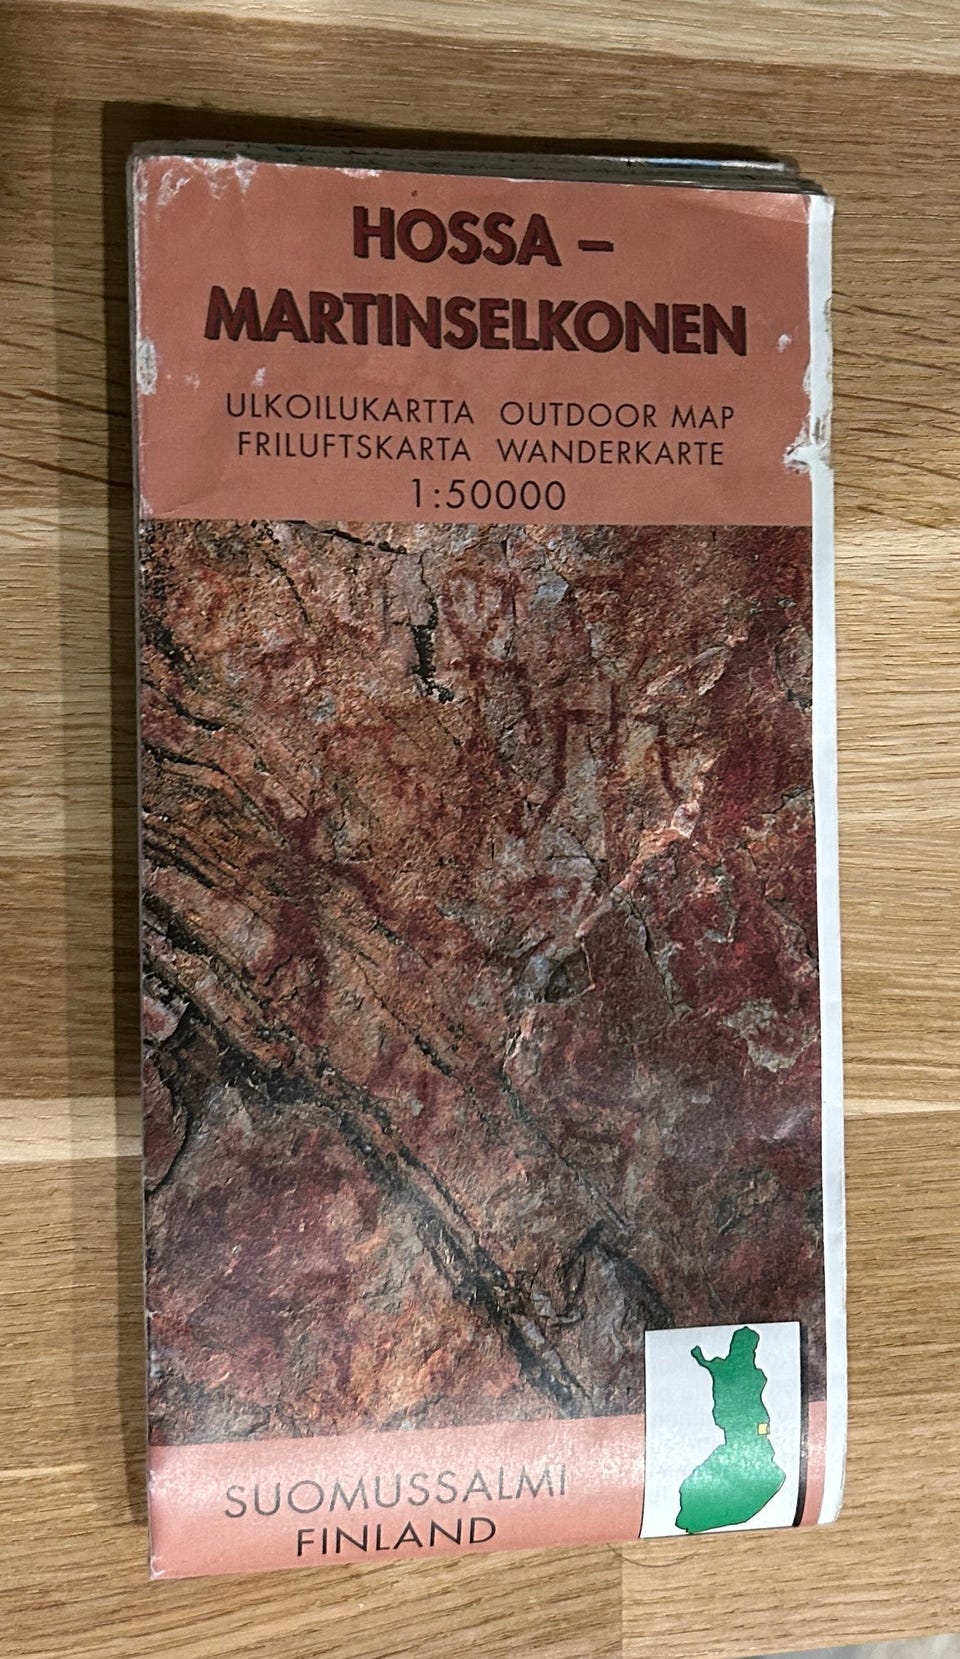 HOSSA –
MARTINSELKONEN
ULKOILUKARTTA OUTDOOR MAP
FRILUFTSKARTA WANDERKARTE
1:50000
SUOMUSSALMI
FINLAND